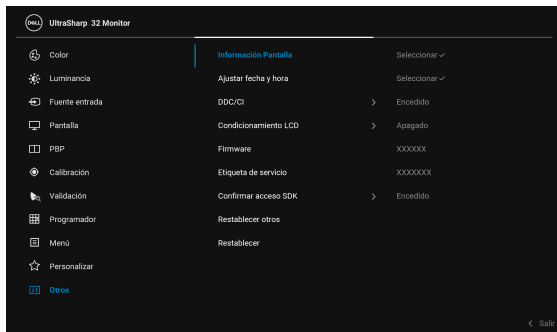 DELL UltraSharp 32 Monitor
Color Información Pantalla Seleccionar✓
Luminancia Ajustar fecha y hora Seleccionar✓
Fuente entrada DDC/CI > Encedido
Pantalla Condicionamiento LCD > Apagado
PBP Firmware XXXXXX
Calibración Etiqueta de servicio XXXXXXX
Validación Confirmar acceso SDK > Encedido
Programador Restablecer otros
Menú Restablecer
Personalizar
Otros
< Salir